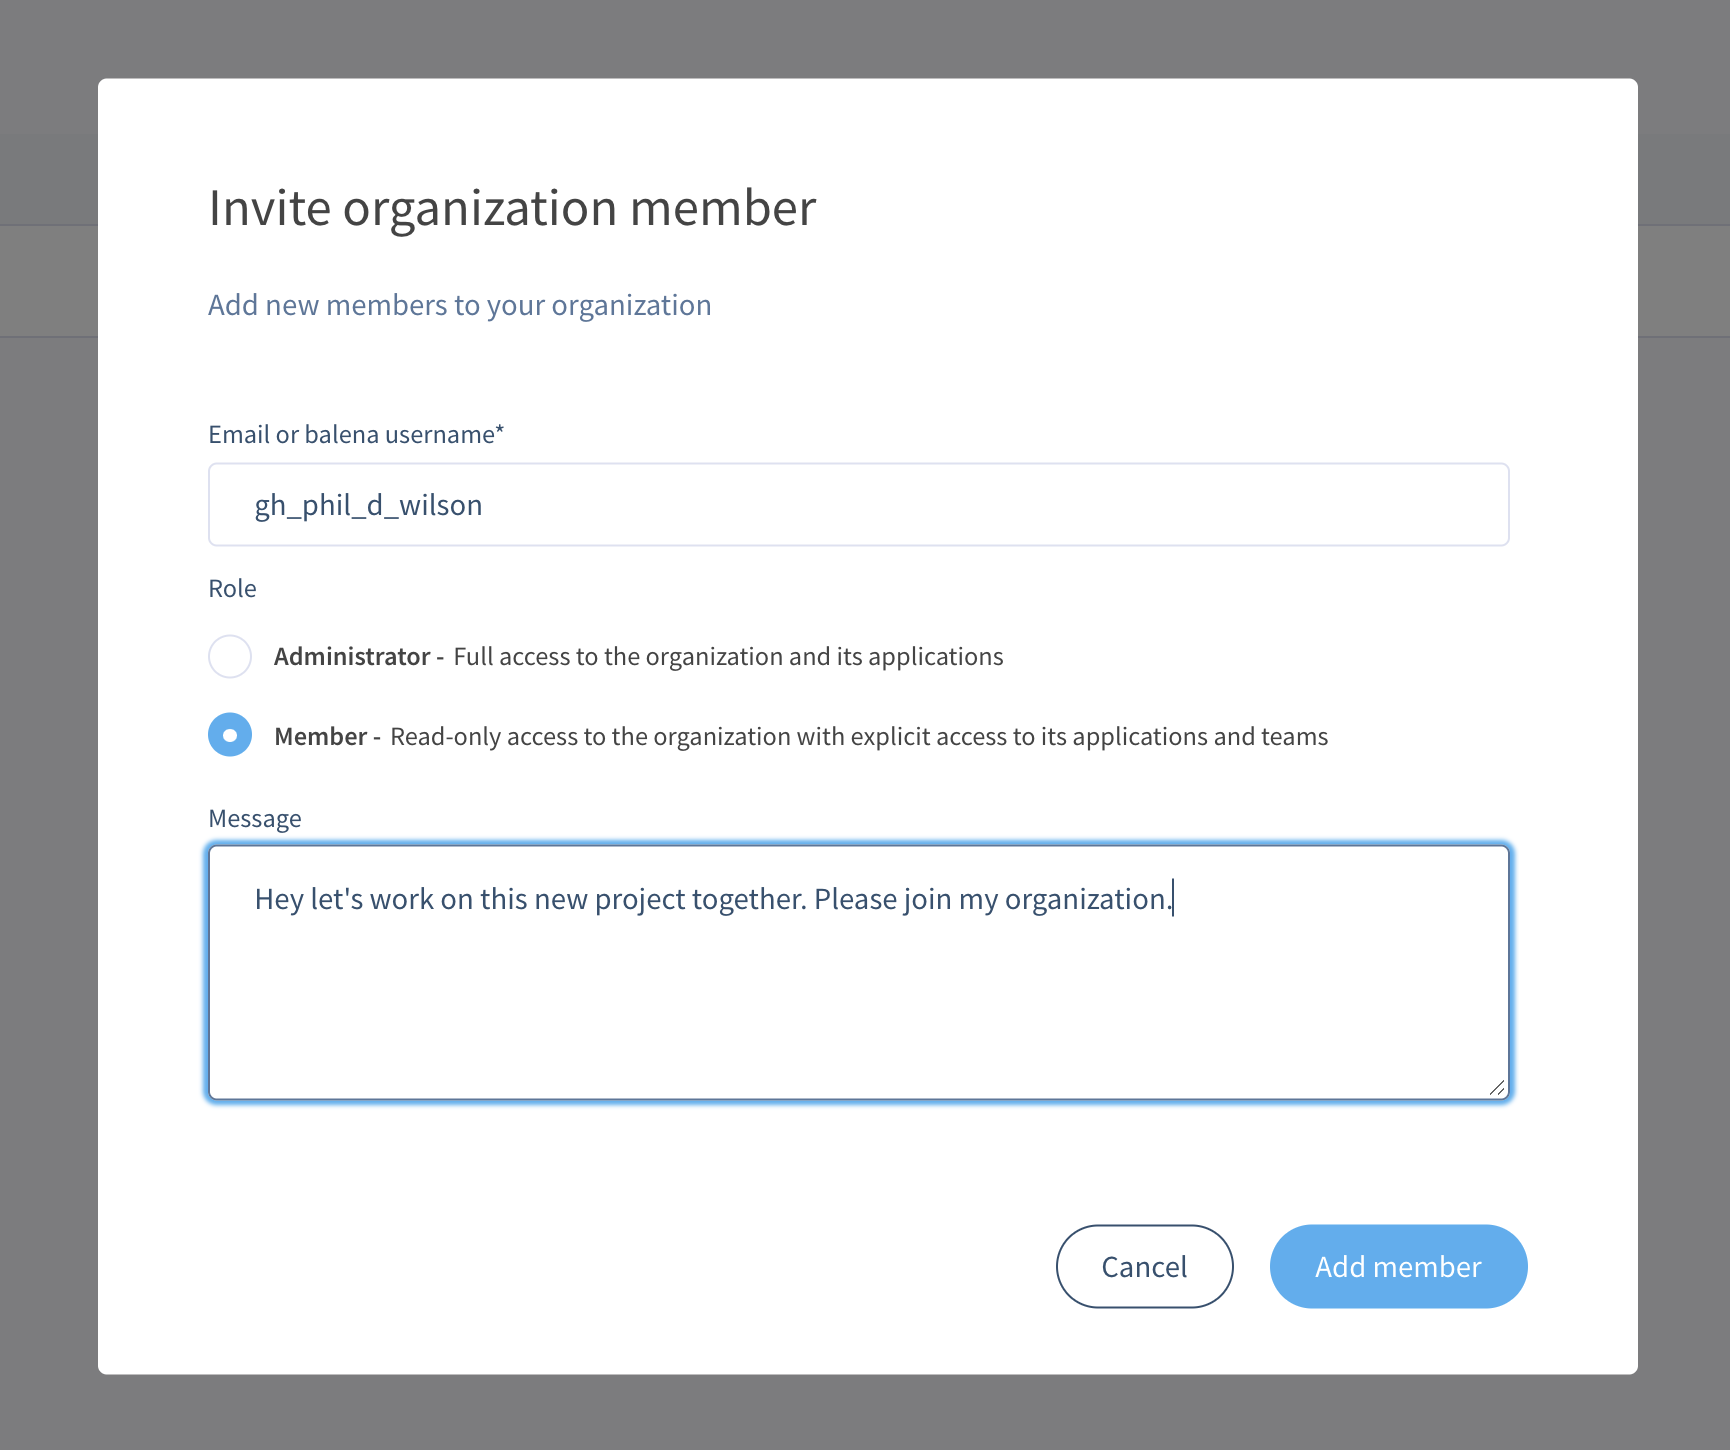 Invite organization member
Add new members to your organization
Email or balena username*
gh_phil_d_wilson
Role
Administrator - Full access to the organization and its applications
Member - Read-only access to the organization with explicit access to its applications and teams
Message
Hey let's work on this new project together. Please join my organization.
Cancel
Add member